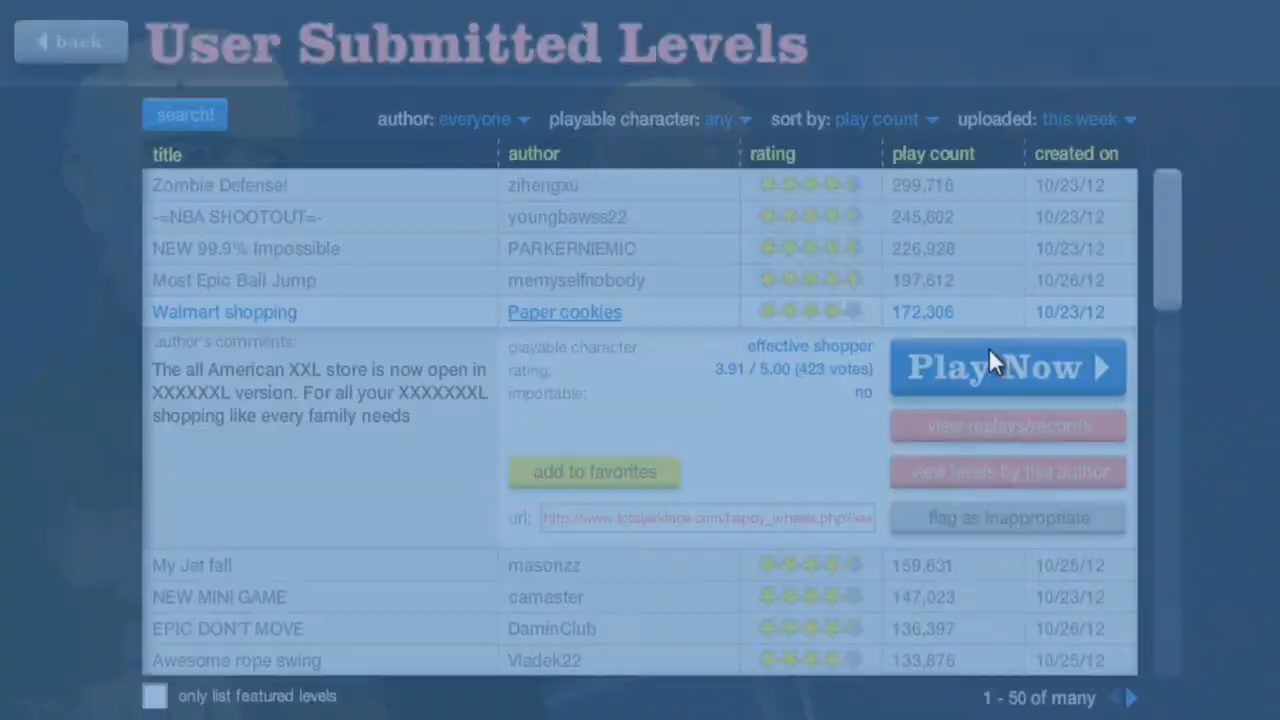 back
User Submitted Levels
search!
author: everyone playable character: any sort by: play count uploaded: this week
title author rating play count created on
Zombie Defense! zihengxu 299,716 10/23/12
-=NBA SHOOTOUT=- youngbawss22 245,602 10/23/12
NEW 99.9% Impossible PARKERNIEMIC 226,928 10/23/12
Most Epic Ball Jump memyselfnobody 197,612 10/26/12
Walmart shopping Paper cookies 172,306 10/23/12
author's comments:
The all American XXL store is now open in
XXXXXXL version. For all your XXXXXXXL
shopping like every family needs
playable character effective shopper
rating: 3.91 / 5.00 (423 votes)
importable: no
Play Now
view replays/records
add to favorites
view levels by this author
url:
flag as inappropriate
My Jet fall masonzz 159,631 10/25/12
NEW MINI GAME camaster 147,023 10/23/12
EPIC DON'T MOVE DaminClub 136,397 10/26/12
Awesome rope swing Vladek22 133,876 10/25/12
only list featured levels
1 - 50 of many